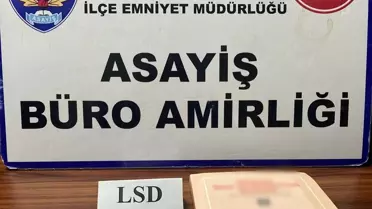 İLÇE EMNİYET MÜDÜRLÜĞÜ
ASAYİŞ
BÜRO AMİRLİĞİ
LSD